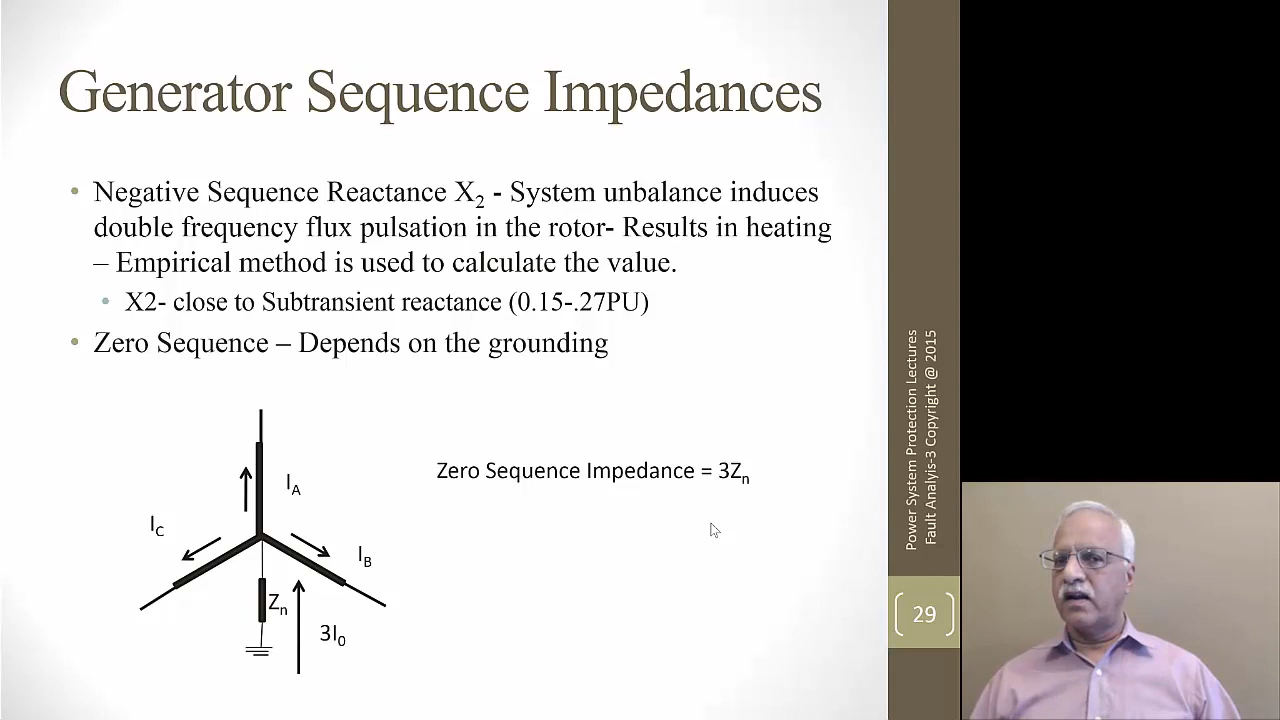 Generator Sequence Impedances
• Negative Sequence Reactance X₂ - System unbalance induces
double frequency flux pulsation in the rotor- Results in heating
– Empirical method is used to calculate the value.
• X2- close to Subtransient reactance (0.15-.27PU)
• Zero Sequence – Depends on the grounding
Zero Sequence Impedance = 3Zₙ
I_A
I_C
I_B
Zₙ
3I₀
Power System Protection Lectures
Fault Analyis-3 Copyright @ 2015
29